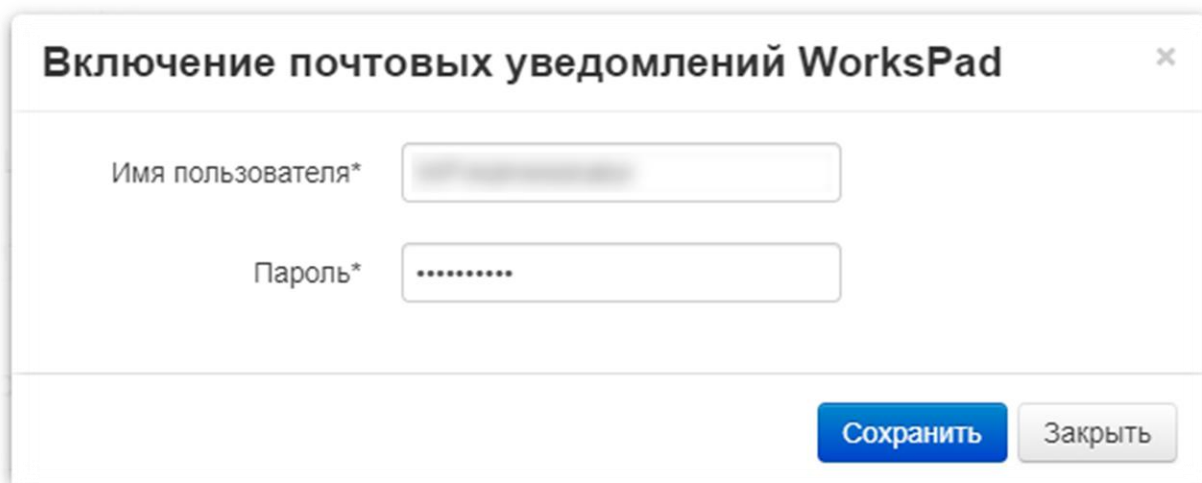 Включение почтовых уведомлений WorksPad
×
Имя пользователя*
Пароль* ••••••••••
Сохранить Закрыть